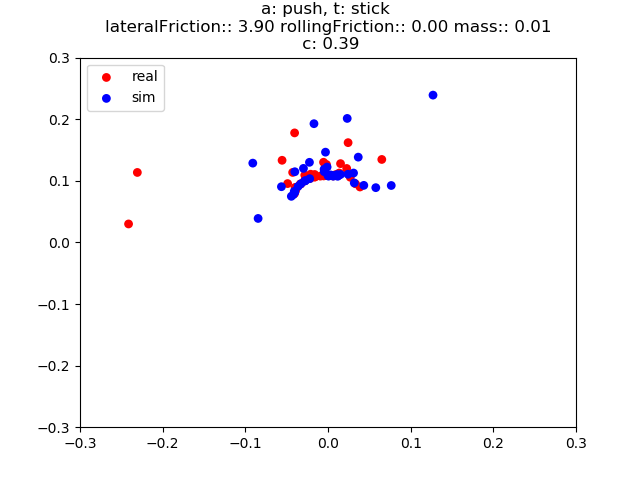 a: push, t: stick
lateralFriction:: 3.90 rollingFriction:: 0.00 mass:: 0.01
c: 0.39
real
sim
0.3
0.2
0.1
0.0
−0.1
−0.2
−0.3
−0.3 −0.2 −0.1 0.0 0.1 0.2 0.3